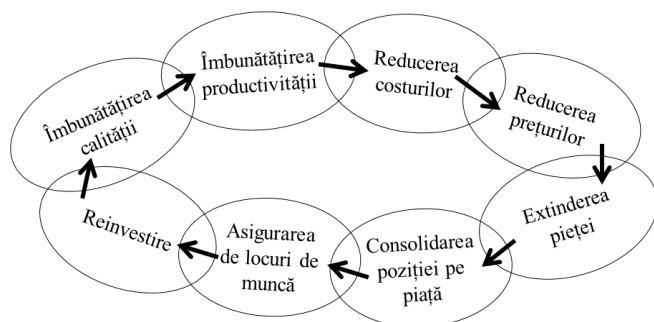 Îmbunătățirea
calității
Îmbunătățirea
productivității
Reducerea
costurilor
Reducerea
prețurilor
Extinderea
pieței
Consolidarea
poziției pe
piață
Asigurarea
de locuri de
muncă
Reinvestire